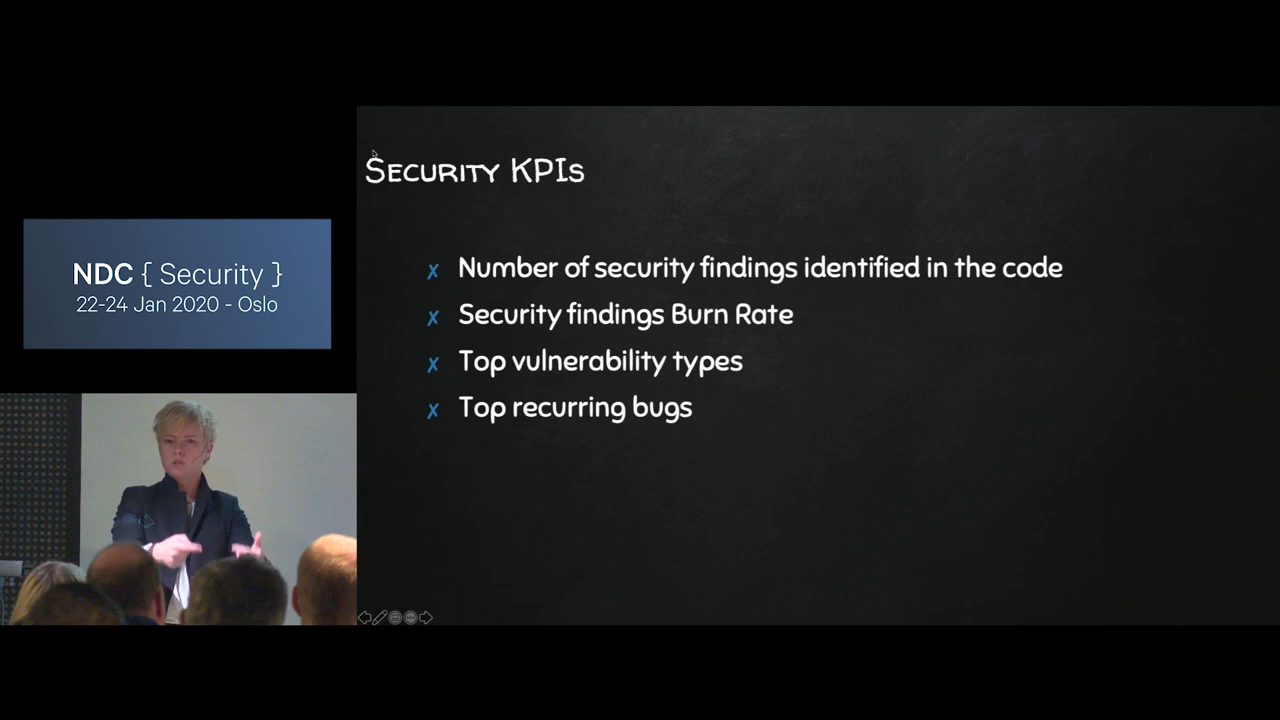 NDC { Security }
22-24 Jan 2020 - Oslo
Security KPIs
✗ Number of security findings identified in the code
✗ Security findings Burn Rate
✗ Top vulnerability types
✗ Top recurring bugs